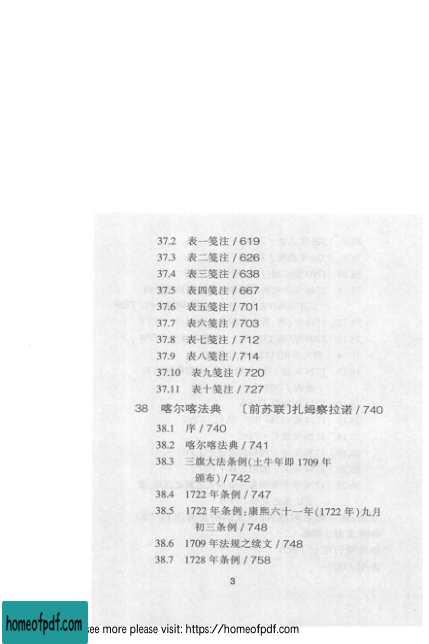 37.2 表一笺注 / 619
37.3 表二笺注 / 626
37.4 表三笺注 / 638
37.5 表四笺注 / 667
37.6 表五笺注 / 701
37.7 表六笺注 / 703
37.8 表七笺注 / 712
37.9 表八笺注 / 714
37.10 表九笺注 / 720
37.11 表十笺注 / 727
38 喀尔喀法典 〔前苏联〕扎姆察拉诺 / 740
38.1 序 / 740
38.2 喀尔喀法典 / 741
38.3 三旗大法条例(土牛年即 1709 年
颁布) / 742
38.4 1722 年条例 / 747
38.5 1722 年条例;康熙六十一年(1722 年)九月
初三条例 / 748
38.6 1709 年法规之续文 / 748
38.7 1728 年条例 / 758
3
homeofpdf.com
see more please visit: https://homeofpdf.com